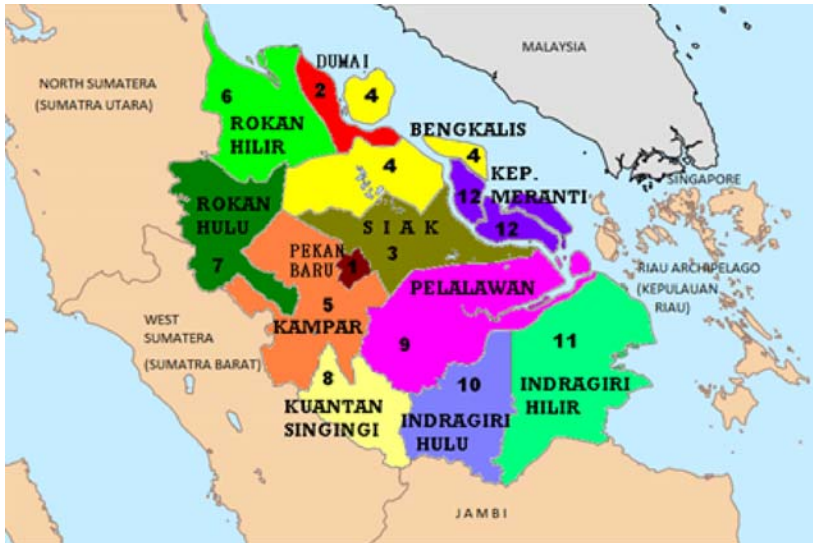 MALAYSIA
DUMAI
NORTH SUMATERA
(SUMATRA UTARA)
2
4
6
ROKAN
HILIR
BENGKALIS
4
4
KEP.
MERANTI
SINGAPORE
ROKAN
HULU
12
12
SIAK
3
PEKAN
BARU
1
7
RIAU ARCHIPELAGO
(KEPULAUAN
RIAU)
PELALAWAN
5
KAMPAR
WEST
SUMATERA
(SUMATRA BARAT)
9
11
8
KUANTAN
SINGINGI
10
INDRAGIRI
HULU
INDRAGIRI
HILIR
JAMBI